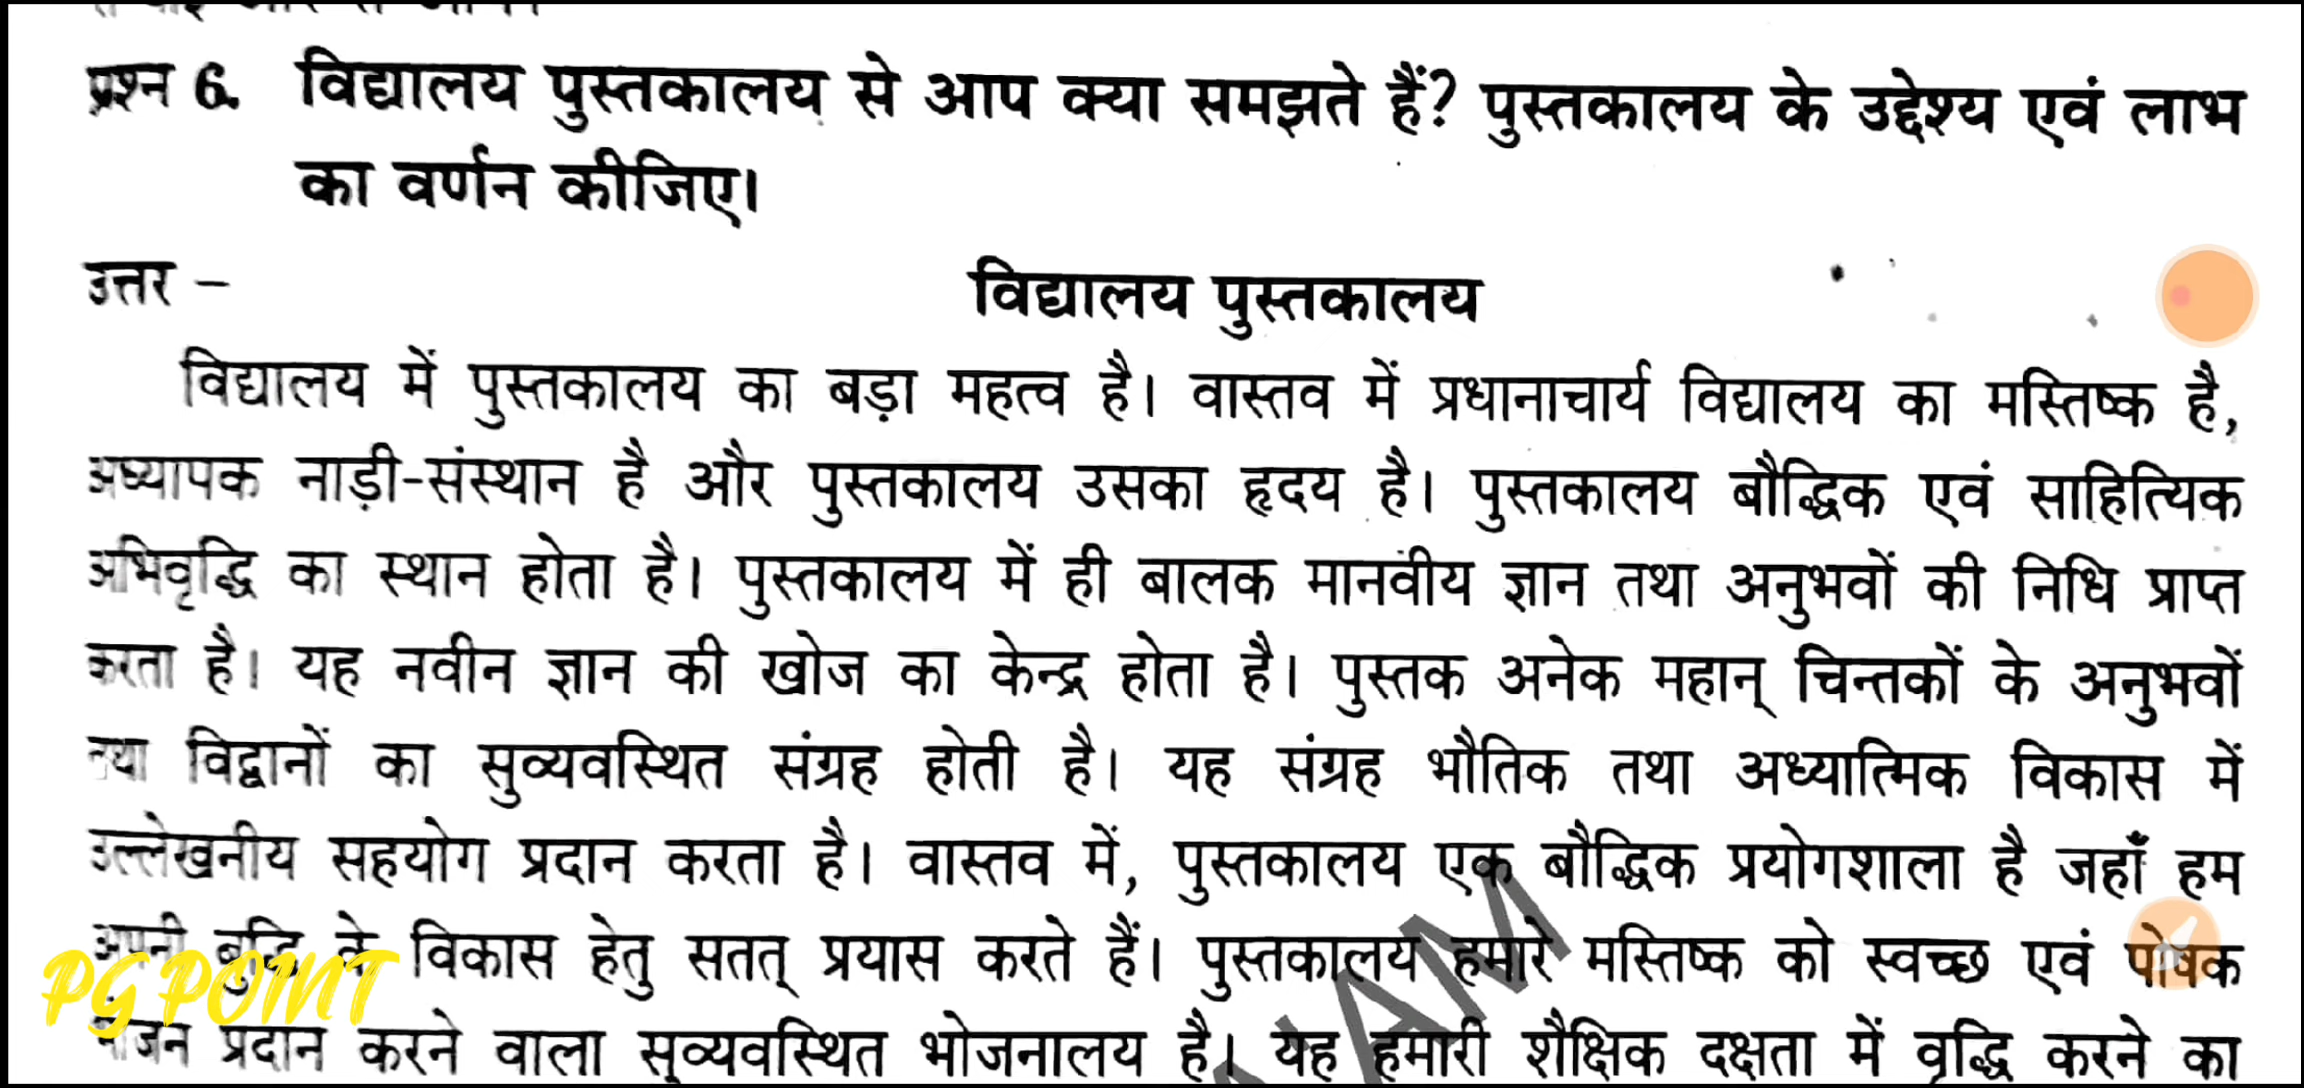 प्रश्न 6. विद्यालय पुस्तकालय से आप क्या समझते हैं? पुस्तकालय के उद्देश्य एवं लाभ
का वर्णन कीजिए।
उत्तर – विद्यालय पुस्तकालय
विद्यालय में पुस्तकालय का बड़ा महत्व है। वास्तव में प्रधानाचार्य विद्यालय का मस्तिष्क है,
अध्यापक नाड़ी-संस्थान है और पुस्तकालय उसका हृदय है। पुस्तकालय बौद्धिक एवं साहित्यिक
अभिवृद्धि का स्थान होता है। पुस्तकालय में ही बालक मानवीय ज्ञान तथा अनुभवों की निधि प्राप्त
करता है। यह नवीन ज्ञान की खोज का केन्द्र होता है। पुस्तक अनेक महान् चिन्तकों के अनुभवों
तथा विद्वानों का सुव्यवस्थित संग्रह होती है। यह संग्रह भौतिक तथा अध्यात्मिक विकास में
उल्लेखनीय सहयोग प्रदान करता है। वास्तव में, पुस्तकालय एक बौद्धिक प्रयोगशाला है जहाँ हम
अपनी बुद्धि के विकास हेतु सतत् प्रयास करते हैं। पुस्तकालय हमारे मस्तिष्क को स्वच्छ एवं पोषक
भोजन प्रदान करने वाला सुव्यवस्थित भोजनालय है। यह हमारी शैक्षिक दक्षता में वृद्धि करने का
PG POINT